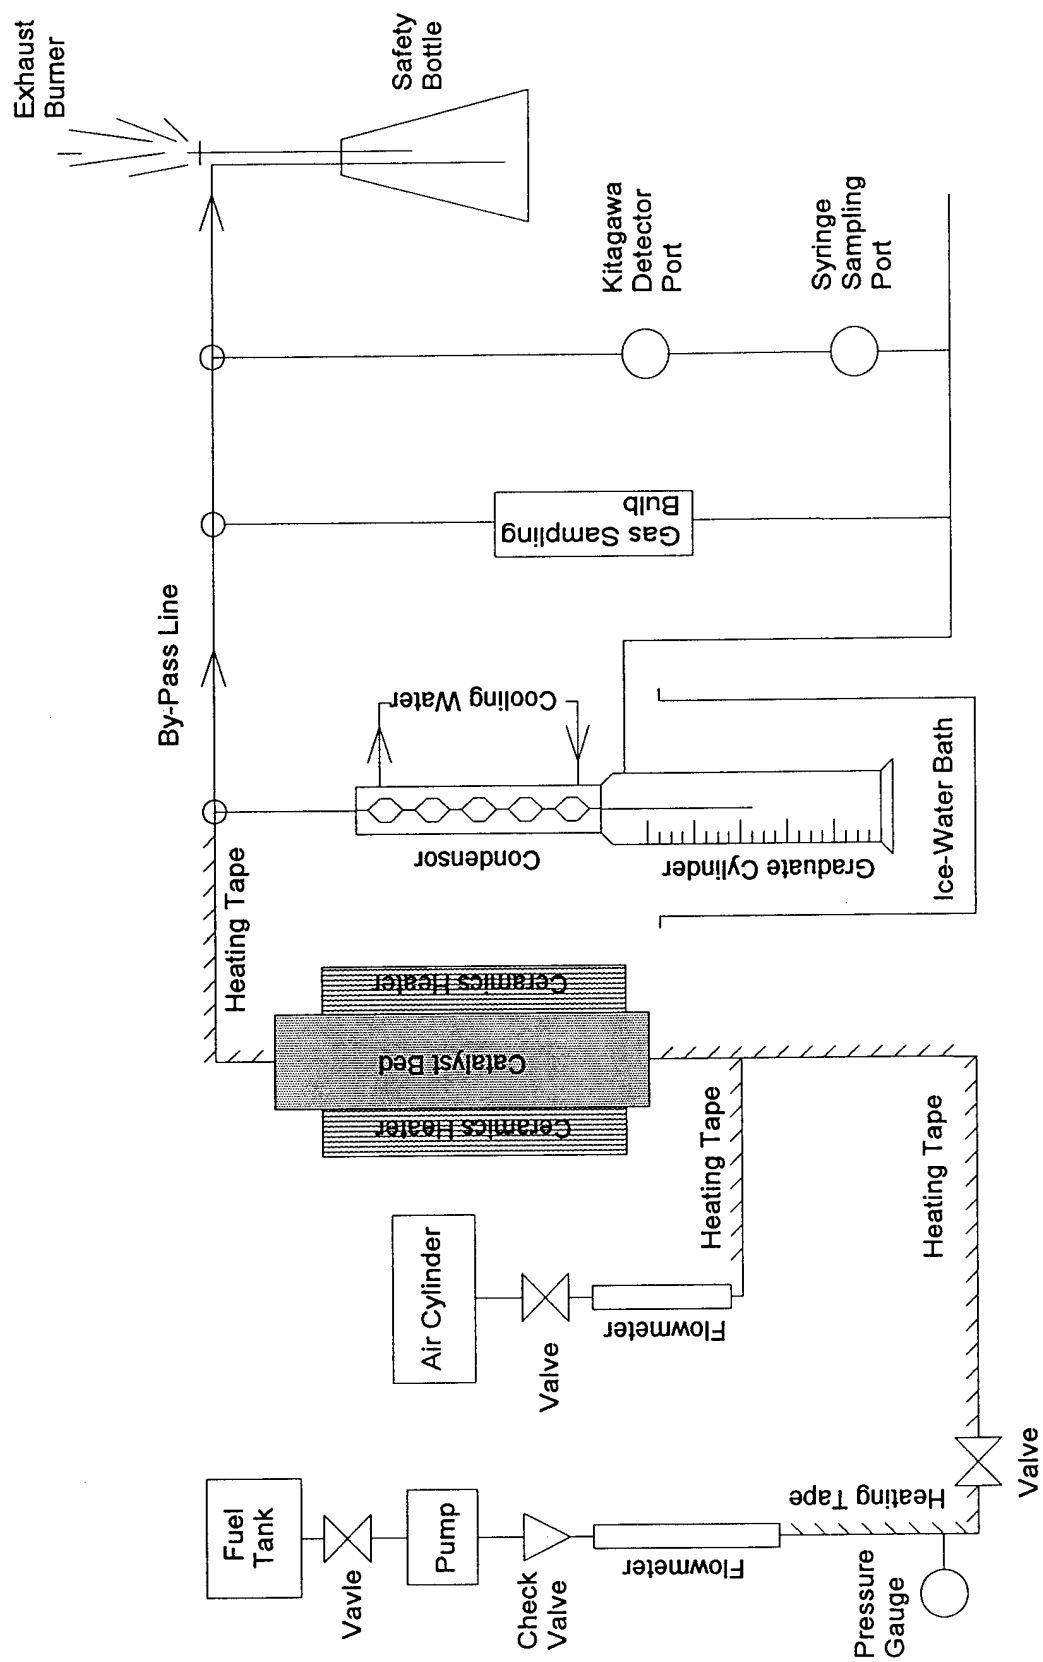 Exhaust
Burner
Safety
Bottle
Kitagawa
Detector
Port
Syringe
Sampling
Port
Gas Sampling
Bulb
By-Pass Line
Cooling Water
Condensor
Graduate Cylinder
Ice-Water Bath
Heating Tape
Ceramics Heater
Catalyst Bed
Ceramics Heater
Heating Tape
Heating Tape
Air Cylinder
Valve
Flowmeter
Fuel
Tank
Vavle
Pump
Check
Valve
Flowmeter
Heating Tape
Pressure
Gauge
Valve